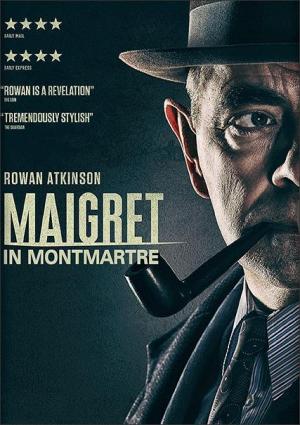 ★★★★
DAILY MAIL
★★★★
DAILY EXPRESS
"ROWAN IS A REVELATION"
THE SUN
"TREMENDOUSLY STYLISH"
THE GUARDIAN
ROWAN ATKINSON
MAIGRET
IN MONTMARTRE